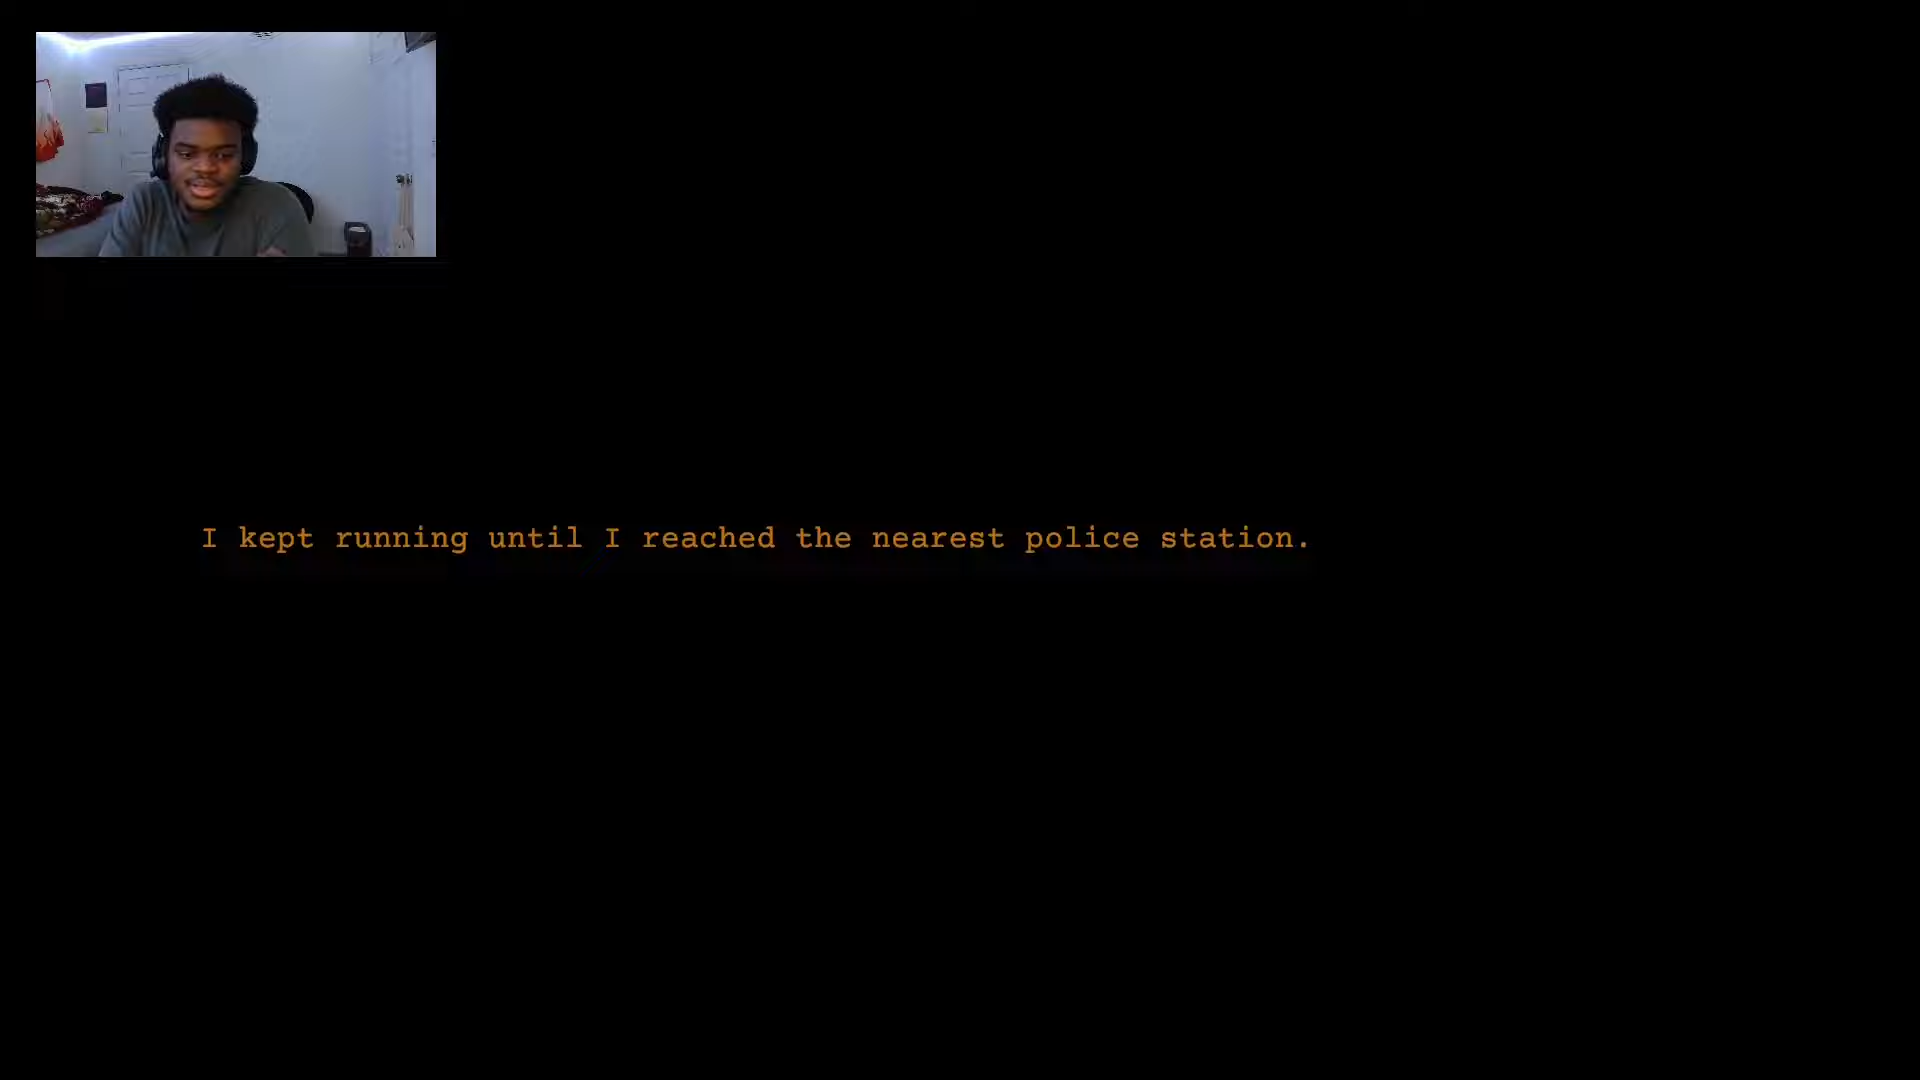 I kept running until I reached the nearest police station.